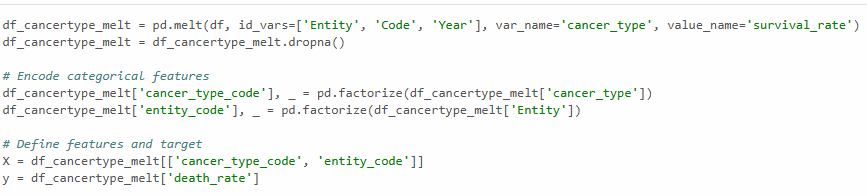 df_cancertype_melt = pd.melt(df, id_vars=['Entity', 'Code', 'Year'], var_name='cancer_type', value_name='survival_rate')
df_cancertype_melt = df_cancertype_melt.dropna()
# Encode categorical features
df_cancertype_melt['cancer_type_code'], _ = pd.factorize(df_cancertype_melt['cancer_type'])
df_cancertype_melt['entity_code'], _ = pd.factorize(df_cancertype_melt['Entity'])
# Define features and target
X = df_cancertype_melt[['cancer_type_code', 'entity_code']]
y = df_cancertype_melt['death_rate']